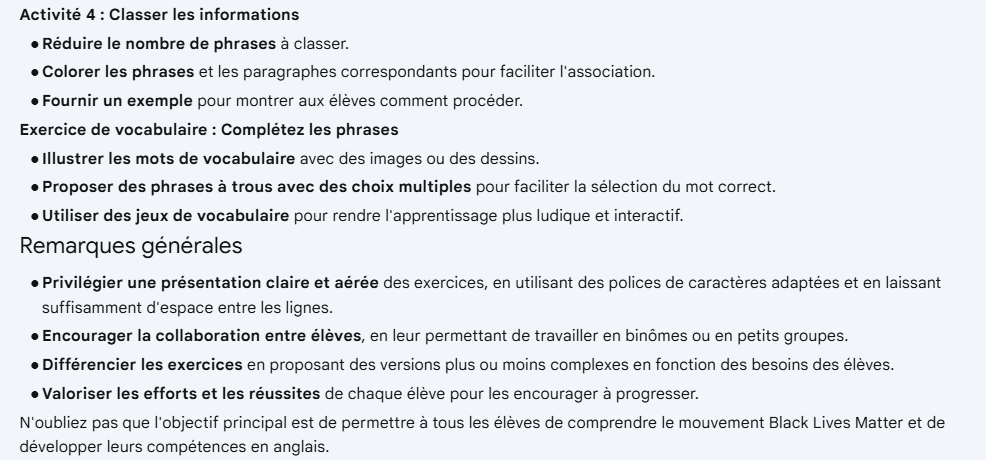 Activité 4 : Classer les informations
● Réduire le nombre de phrases à classer.
● Colorer les phrases et les paragraphes correspondants pour faciliter l'association.
● Fournir un exemple pour montrer aux élèves comment procéder.
Exercice de vocabulaire : Complétez les phrases
● Illustrer les mots de vocabulaire avec des images ou des dessins.
● Proposer des phrases à trous avec des choix multiples pour faciliter la sélection du mot correct.
● Utiliser des jeux de vocabulaire pour rendre l'apprentissage plus ludique et interactif.
Remarques générales
● Privilégier une présentation claire et aérée des exercices, en utilisant des polices de caractères adaptées et en laissant
suffisamment d'espace entre les lignes.
● Encourager la collaboration entre élèves, en leur permettant de travailler en binômes ou en petits groupes.
● Différencier les exercices en proposant des versions plus ou moins complexes en fonction des besoins des élèves.
● Valoriser les efforts et les réussites de chaque élève pour les encourager à progresser.
N'oubliez pas que l'objectif principal est de permettre à tous les élèves de comprendre le mouvement Black Lives Matter et de
développer leurs compétences en anglais.